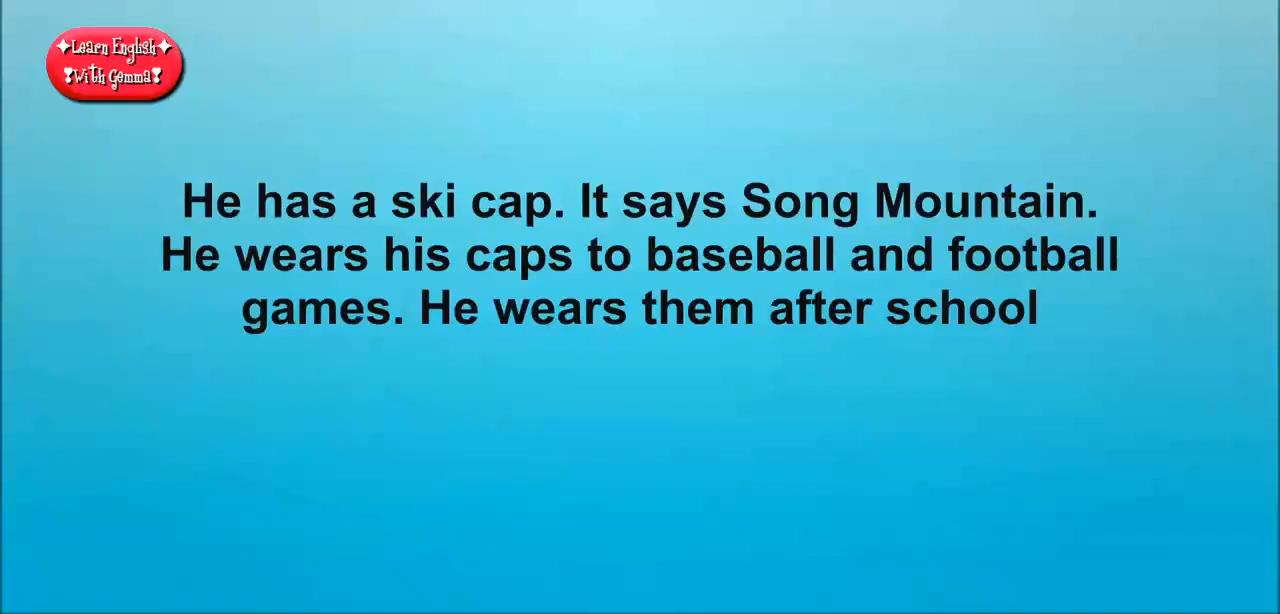 ✦Learn English✦
❣With Gemma❣
He has a ski cap. It says Song Mountain.
He wears his caps to baseball and football
games. He wears them after school